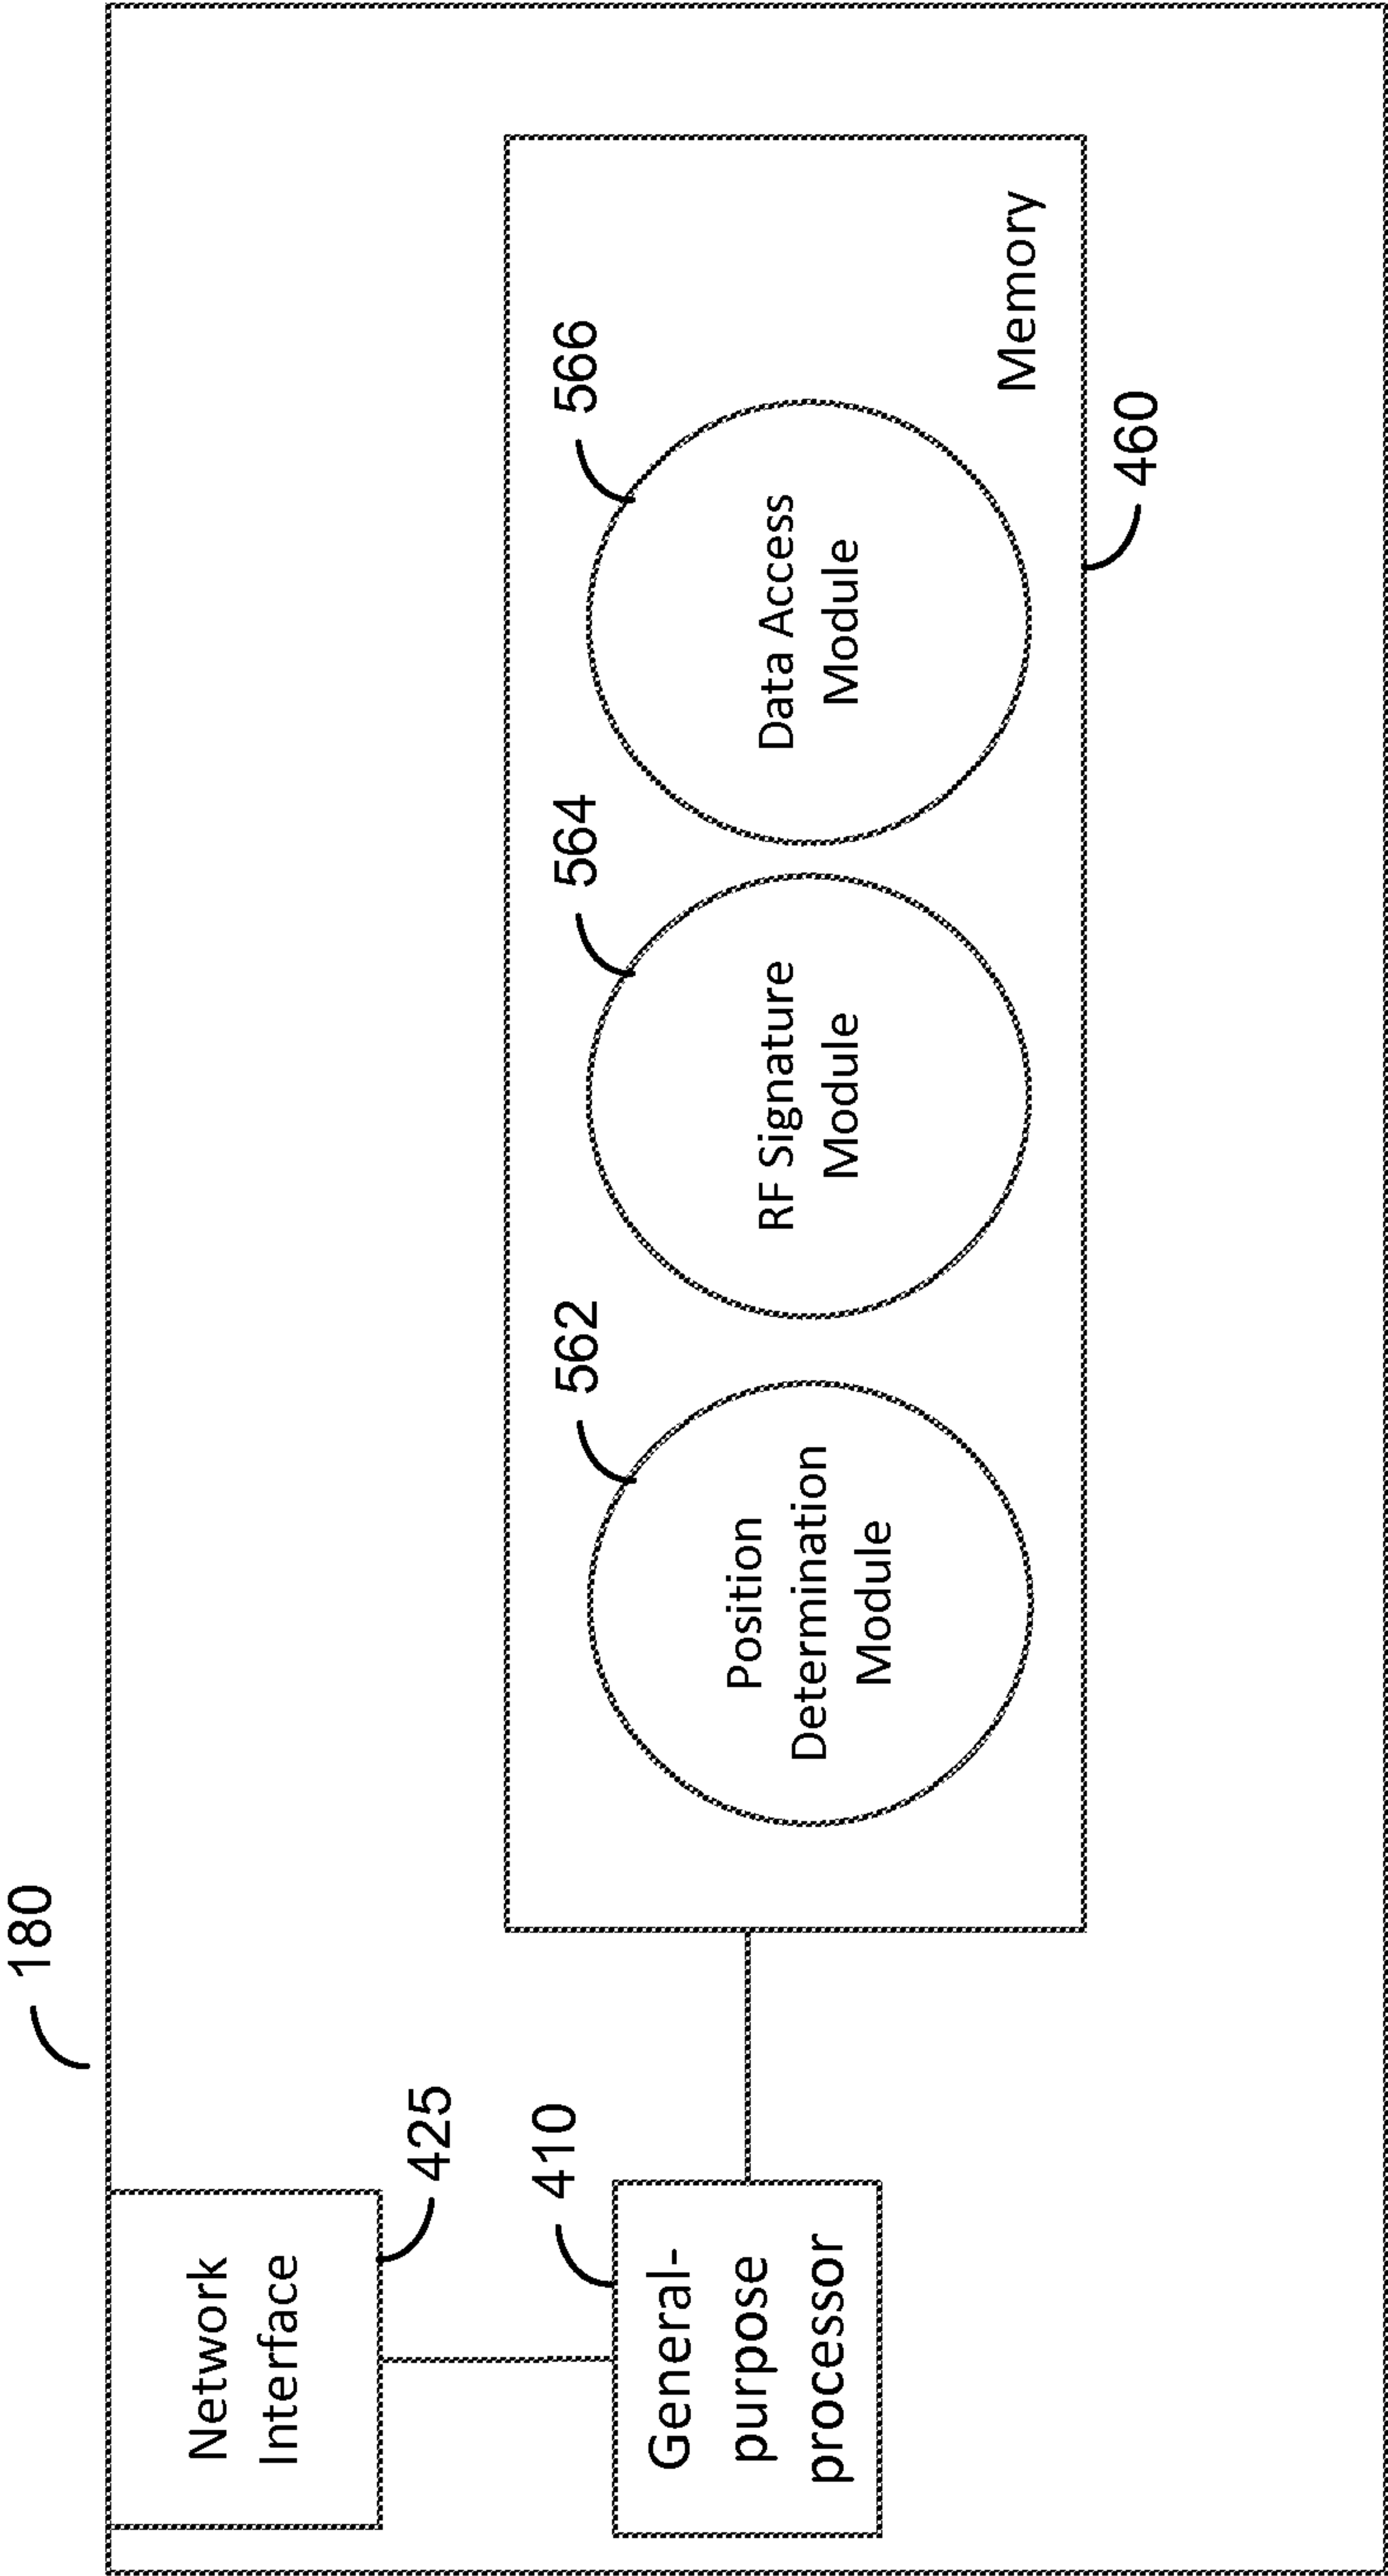 180
Network
Interface
425
410
General-
purpose
processor
562
564
566
Position
Determination
Module
RF Signature
Module
Data Access
Module
Memory
460